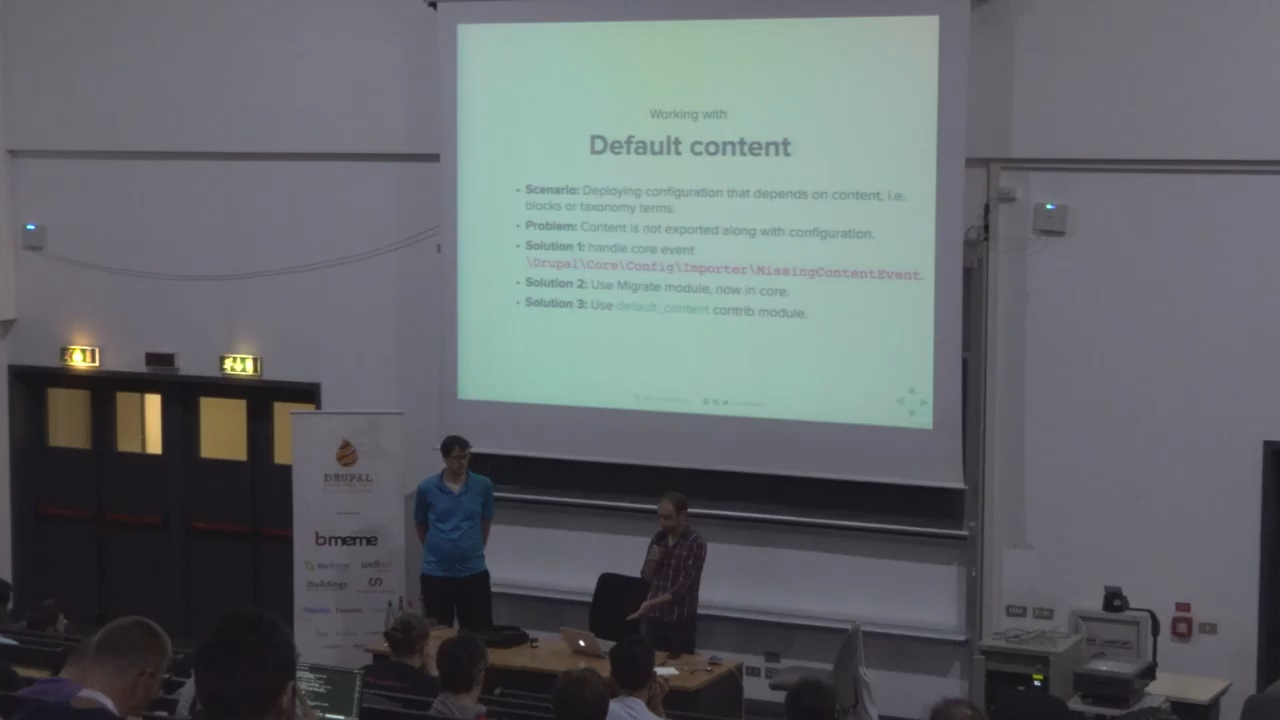 Working with
Default content
• Scenario: Deploying configuration that depends on content, i.e.
blocks or taxonomy terms.
• Problem: Content is not exported along with configuration.
• Solution 1: handle core event
\Drupal\Core\Config\Importer\MissingContentEvent.
• Solution 2: Use Migrate module, now in core.
• Solution 3: Use default_content contrib module.
DRUPAL
bmeme
ibuildings